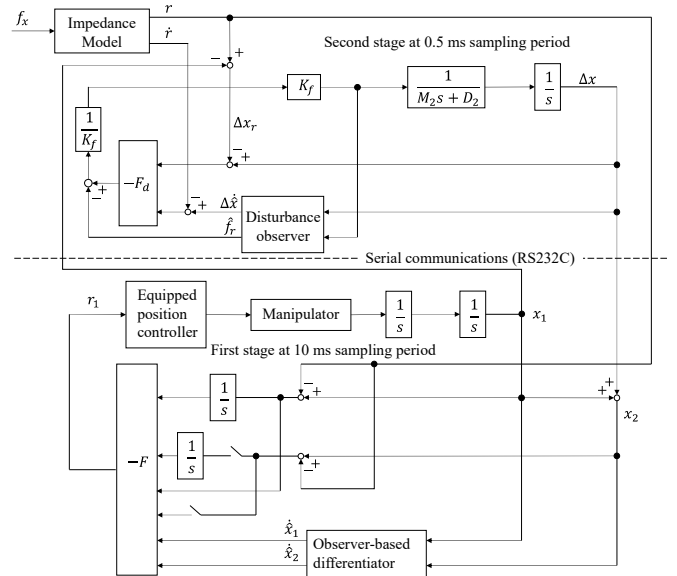 f_x
Impedance
Model
r
ṙ
Second stage at 0.5 ms sampling period
− +
K_f
1
M_2s + D_2
1
s
Δx
1
K_f
Δx_r
− +
−F_d
− +
− +
Δẋ̂
f̂_r
Disturbance
observer
Serial communications (RS232C)
r_1
Equipped
position
controller
Manipulator
1
s
1
s
x_1
First stage at 10 ms sampling period
−F
1
s
− +
+ +
x_2
1
s
− +
ẋ̂_1
ẋ̂_2
Observer-based
differentiator